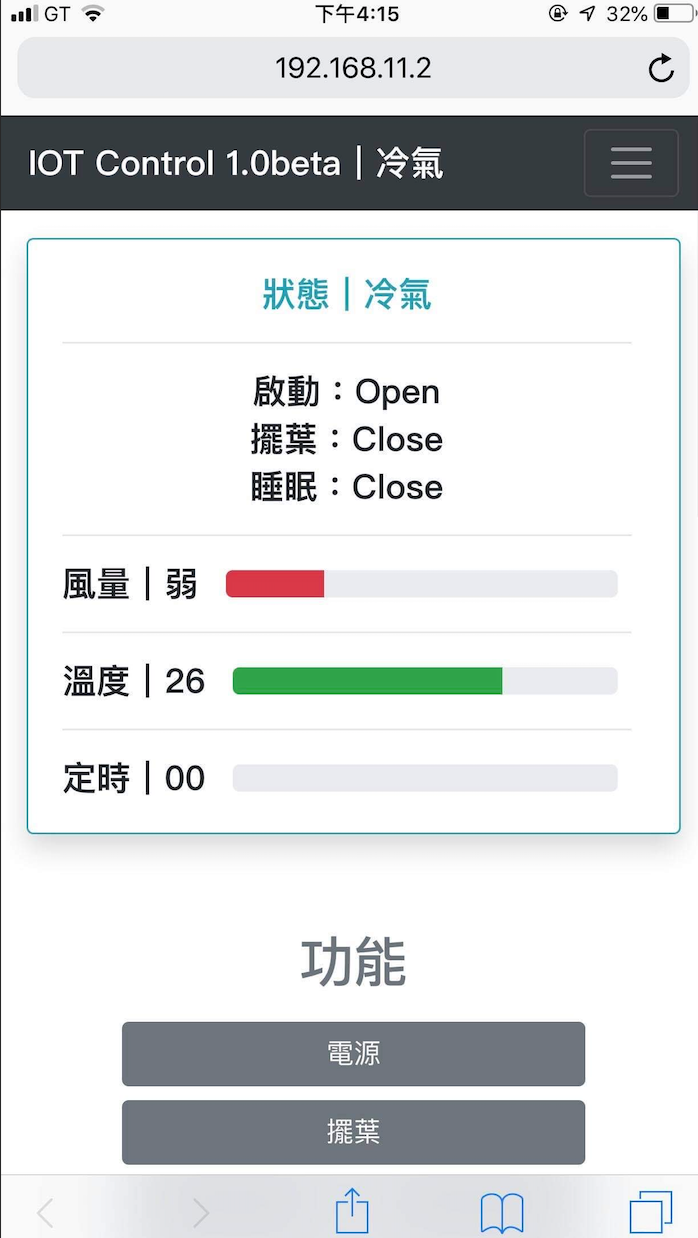 GT 下午4:15 32%
192.168.11.2
IOT Control 1.0beta | 冷氣
狀態 | 冷氣
啟動：Open
擺葉：Close
睡眠：Close
風量 | 弱
溫度 | 26
定時 | 00
功能
電源
擺葉